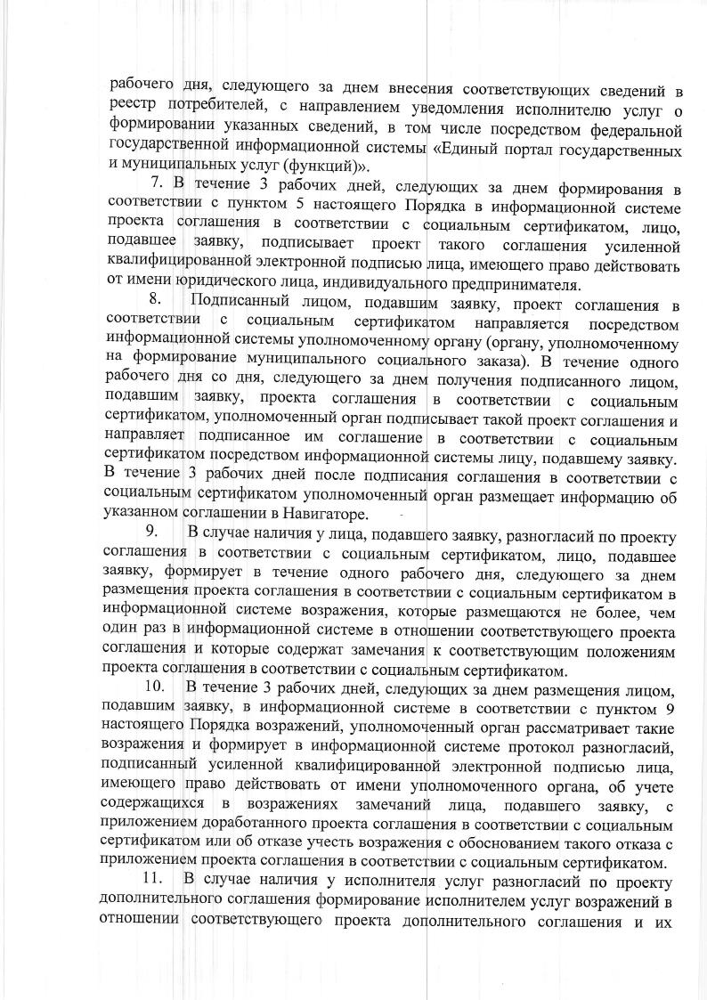 рабочего дня, следующего за днем внесения соответствующих сведений в
реестр потребителей, с направлением уведомления исполнителю услуг о
формировании указанных сведений, в том числе посредством федеральной
государственной информационной системы «Единый портал государственных
и муниципальных услуг (функций)».
7. В течение 3 рабочих дней, следующих за днем формирования в
соответствии с пунктом 5 настоящего Порядка в информационной системе
проекта соглашения в соответствии с социальным сертификатом, лицо,
подавшее заявку, подписывает проект такого соглашения усиленной
квалифицированной электронной подписью лица, имеющего право действовать
от имени юридического лица, индивидуального предпринимателя.
8. Подписанный лицом, подавшим заявку, проект соглашения в
соответствии с социальным сертификатом направляется посредством
информационной системы уполномоченному органу (органу, уполномоченному
на формирование муниципального социального заказа). В течение одного
рабочего дня со дня, следующего за днем получения подписанного лицом,
подавшим заявку, проекта соглашения в соответствии с социальным
сертификатом, уполномоченный орган подписывает такой проект соглашения и
направляет подписанное им соглашение в соответствии с социальным
сертификатом посредством информационной системы лицу, подавшему заявку.
В течение 3 рабочих дней после подписания соглашения в соответствии с
социальным сертификатом уполномоченный орган размещает информацию об
указанном соглашении в Навигаторе.
9. В случае наличия у лица, подавшего заявку, разногласий по проекту
соглашения в соответствии с социальным сертификатом, лицо, подавшее
заявку, формирует в течение одного рабочего дня, следующего за днем
размещения проекта соглашения в соответствии с социальным сертификатом в
информационной системе возражения, которые размещаются не более, чем
один раз в информационной системе в отношении соответствующего проекта
соглашения и которые содержат замечания к соответствующим положениям
проекта соглашения в соответствии с социальным сертификатом.
10. В течение 3 рабочих дней, следующих за днем размещения лицом,
подавшим заявку, в информационной системе в соответствии с пунктом 9
настоящего Порядка возражений, уполномоченный орган рассматривает такие
возражения и формирует в информационной системе протокол разногласий,
подписанный усиленной квалифицированной электронной подписью лица,
имеющего право действовать от имени уполномоченного органа, об учете
содержащихся в возражениях замечаний лица, подавшего заявку, с
приложением доработанного проекта соглашения в соответствии с социальным
сертификатом или об отказе учесть возражения с обоснованием такого отказа с
приложением проекта соглашения в соответствии с социальным сертификатом.
11. В случае наличия у исполнителя услуг разногласий по проекту
дополнительного соглашения формирование исполнителем услуг возражений в
отношении соответствующего проекта дополнительного соглашения и их